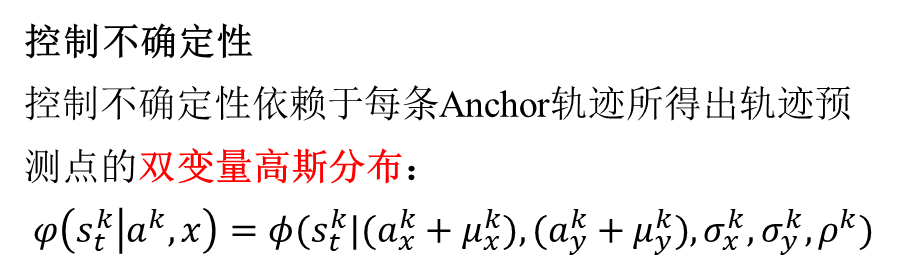 控制不确定性
控制不确定性依赖于每条Anchor轨迹所得出轨迹预
测点的双变量高斯分布：
φ(s_t^k|a^k, x) = ϕ(s_t^k|(a_x^k + μ_x^k), (a_y^k + μ_y^k), σ_x^k, σ_y^k, ρ^k)